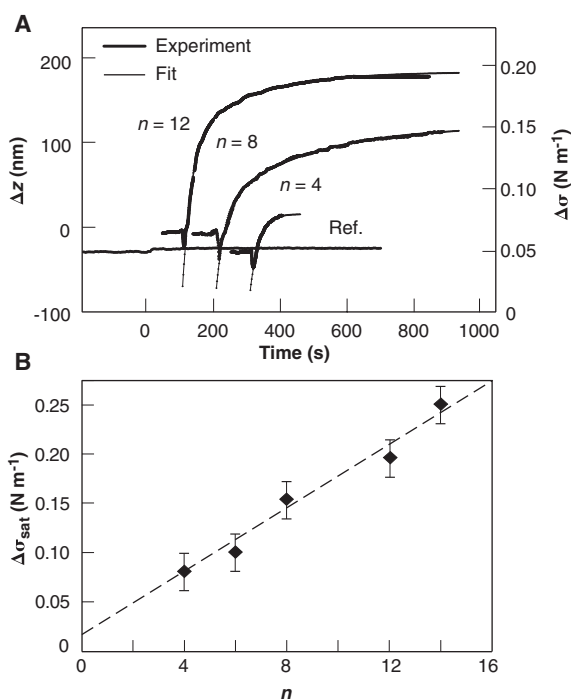 A
Experiment
Fit
200
100
0
-100
Δz (nm)
0.20
0.15
0.10
0.05
0
Δσ (N m⁻¹)
n = 12
n = 8
n = 4
Ref.
0 200 400 600 800 1000
Time (s)
B
0.25
0.20
0.15
0.10
0.05
0
Δσsat (N m⁻¹)
0 4 8 12 16
n